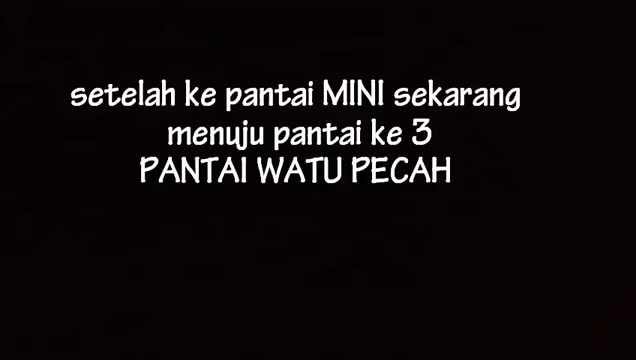 setelah ke pantai MINI sekarang
menuju pantai ke 3
PANTAI WATU PECAH